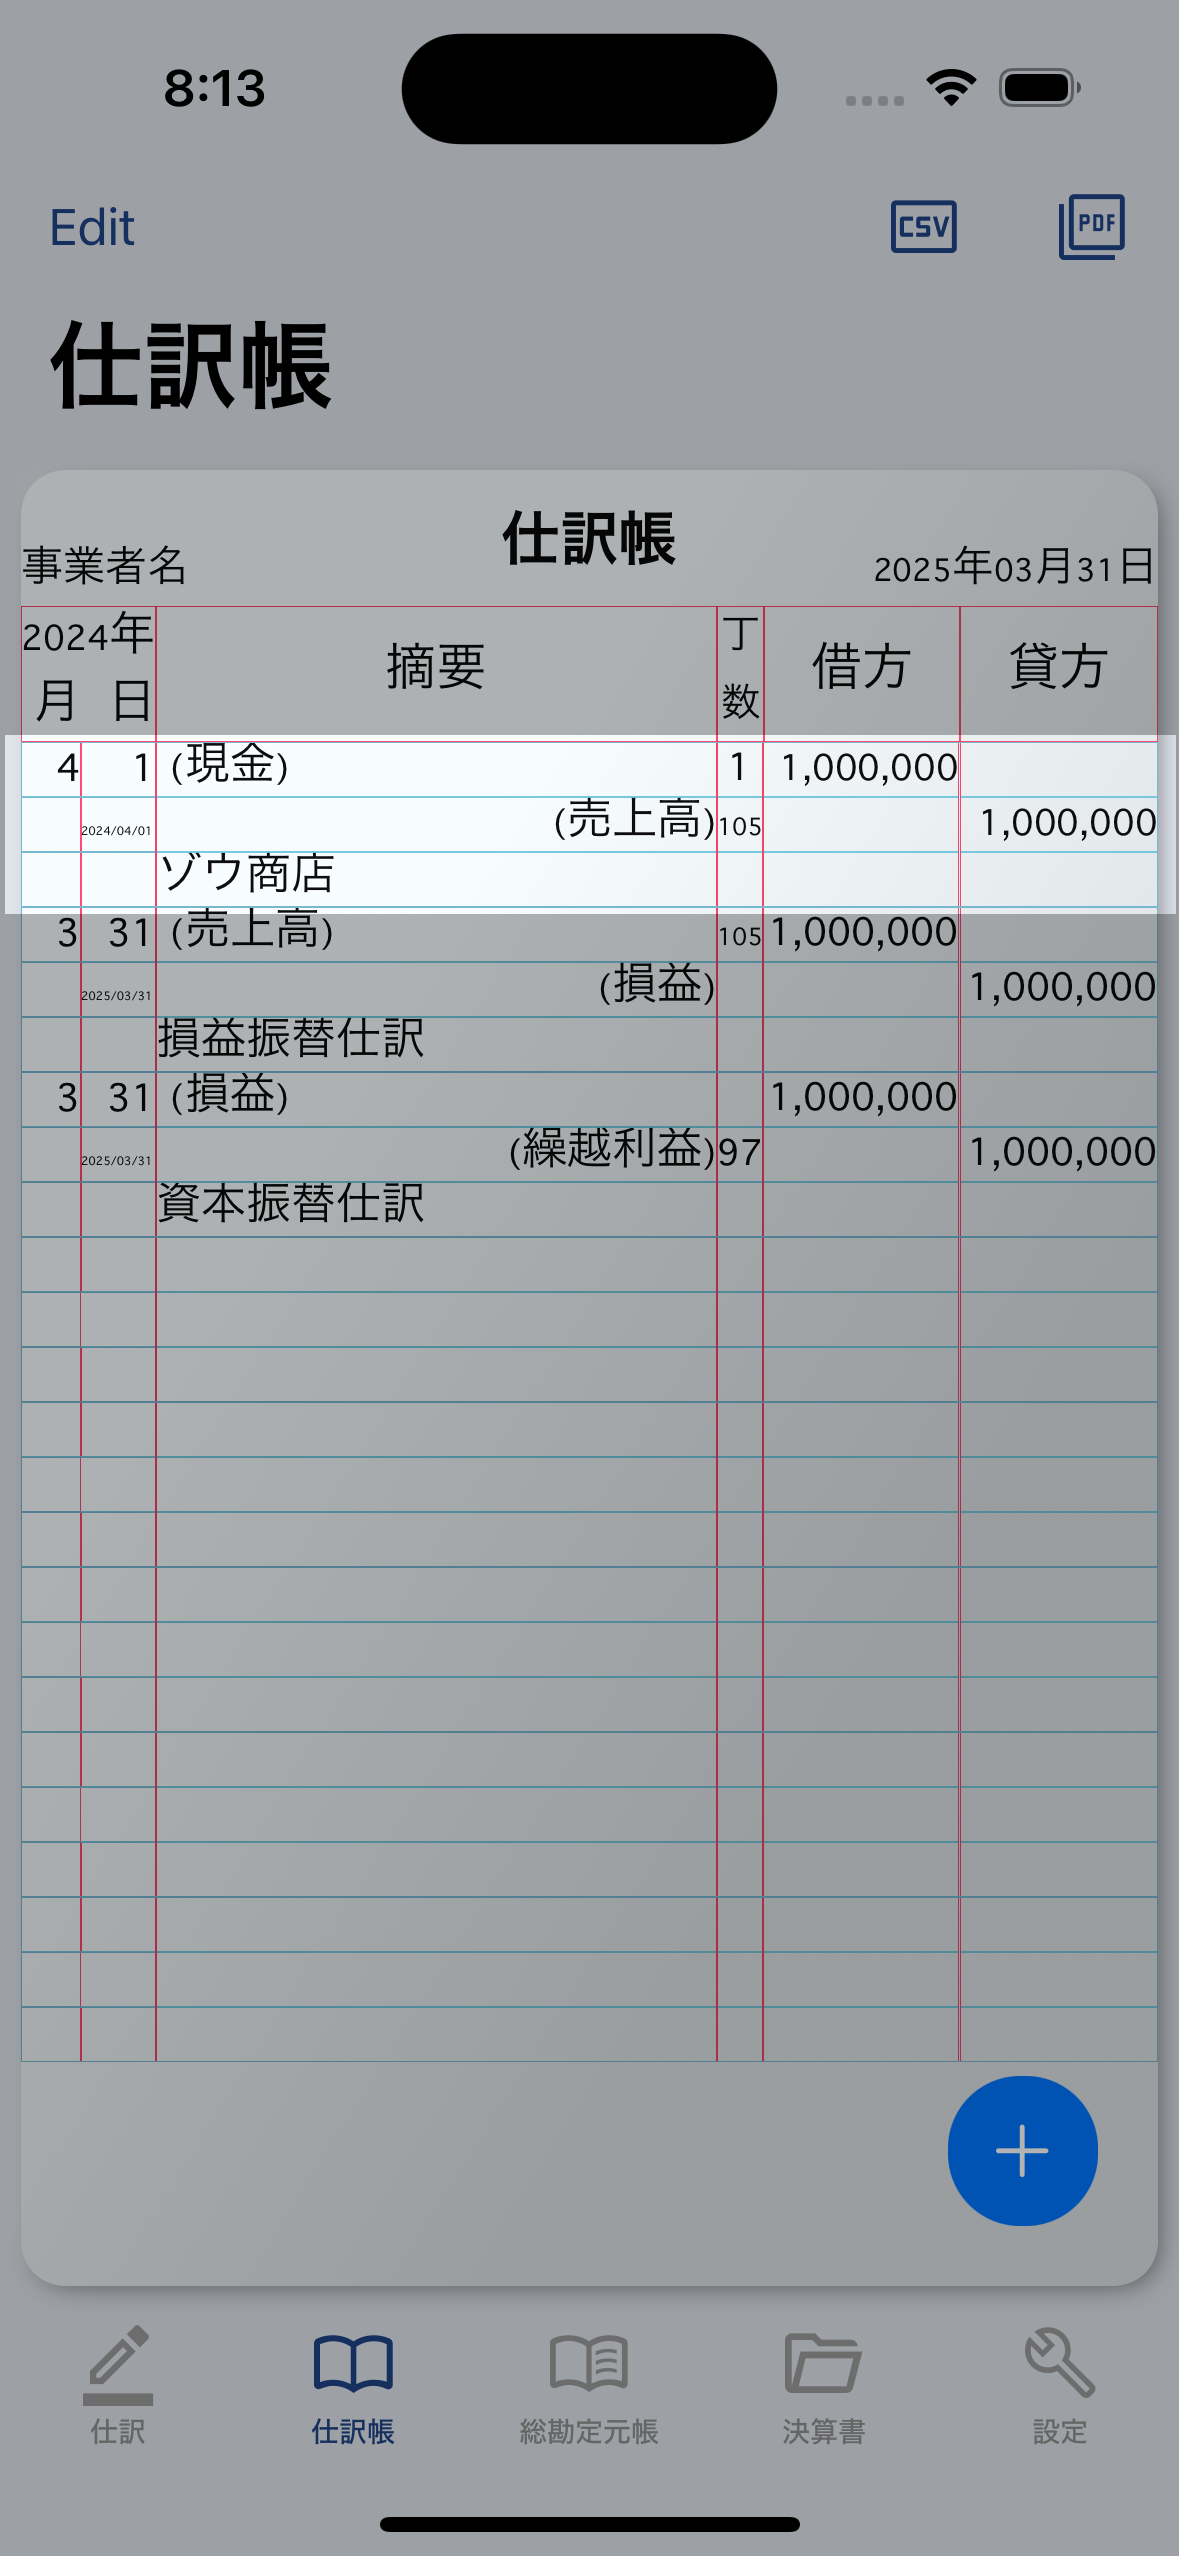 8:13
Edit
CSV
PDF
仕訳帳
仕訳帳
事業者名 2025年03月31日
2024年 摘要 丁数 借方 貸方
月 日
4 1 (現金) 1 1,000,000
2024/04/01 (売上高) 105 1,000,000
ゾウ商店
3 31 (売上高) 105 1,000,000
2025/03/31 (損益) 1,000,000
損益振替仕訳
3 31 (損益) 1,000,000
2025/03/31 (繰越利益) 97 1,000,000
資本振替仕訳
仕訳 仕訳帳 総勘定元帳 決算書 設定